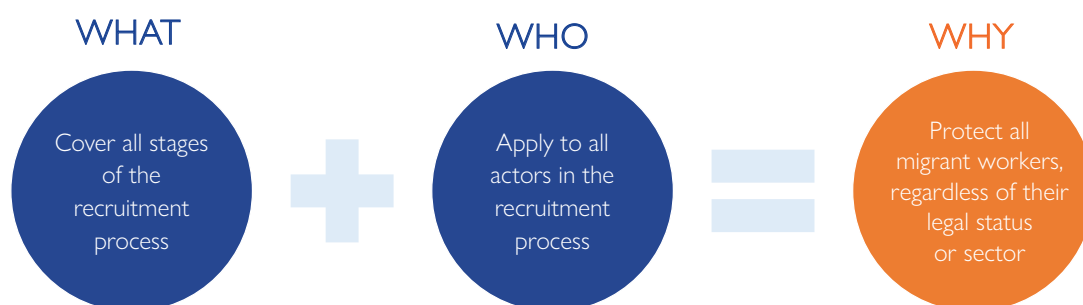 WHAT
Cover all stages
of the
recruitment
process
WHO
Apply to all
actors in the
recruitment
process
WHY
Protect all
migrant workers,
regardless of their
legal status
or sector